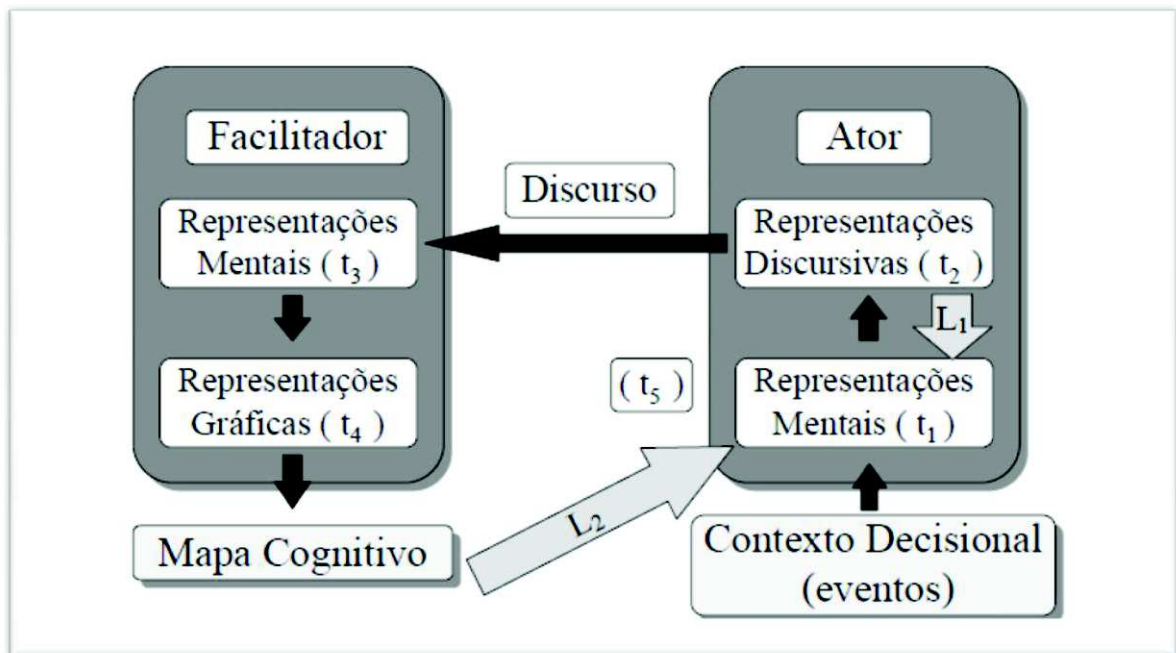 Facilitador
Representações
Mentais ( t₃ )
Representações
Gráficas ( t₄ )
Mapa Cognitivo
Discurso
Ator
Representações
Discursivas ( t₂ )
L₁
( t₅ )
Representações
Mentais ( t₁ )
L₂
Contexto Decisional
(eventos)